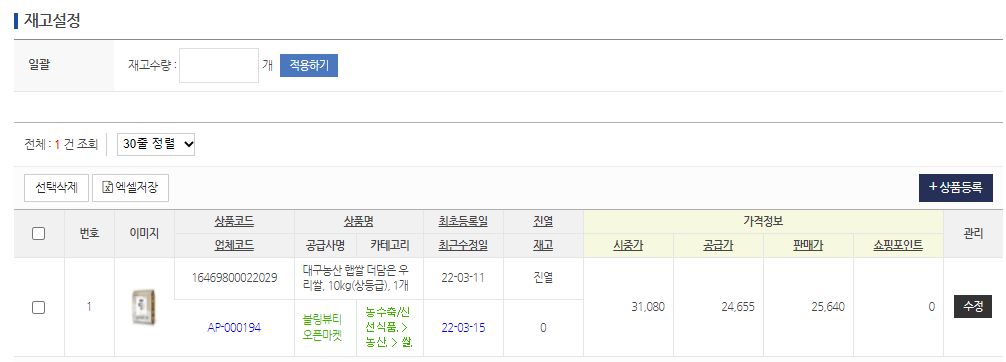 재고설정
일괄 재고수량 : 개 적용하기
전체 : 1 건 조회 30줄 정렬
선택삭제 엑셀저장 +상품등록
번호 이미지 상품코드 상품명 최초등록일 진열 가격정보 관리
업체코드 공급사명 카테고리 최근수정일 재고 시중가 공급가 판매가 쇼핑포인트
1 16469800022029 대구농산 햅쌀 더담은 우 22-03-11 진열 31,080 24,655 25,640 0 수정
리쌀, 10kg(상등급), 1개
AP-000194 블링뷰티 농수축/신 22-03-15 0
오픈마켓 선식품, >
농산, > 쌀,